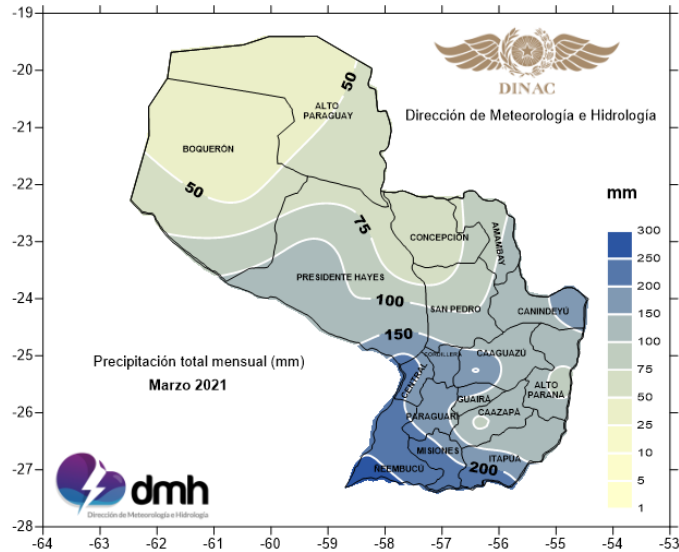 DINAC
Dirección de Meteorología e Hidrología
-19
-20
-21
-22
-23
-24
-25
-26
-27
-28
50
ALTO
PARAGUAY
BOQUERÓN
50
75
CONCEPCIÓN
AMAMBAY
PRESIDENTE HAYES
100
SAN PEDRO
CANINDEYÚ
150
CORDILLERA
CAAGUAZÚ
CENTRAL
ALTO
PARANÁ
GUAIRÁ
CAAZAPÁ
PARAGUARÍ
MISIONES
ITAPÚA
ÑEEMBUCÚ
200
mm
300
250
200
150
100
75
50
25
10
5
1
Precipitación total mensual (mm)
Marzo 2021
dmh
Dirección de Meteorología e Hidrología
-64 -63 -62 -61 -60 -59 -58 -57 -56 -55 -54 -53